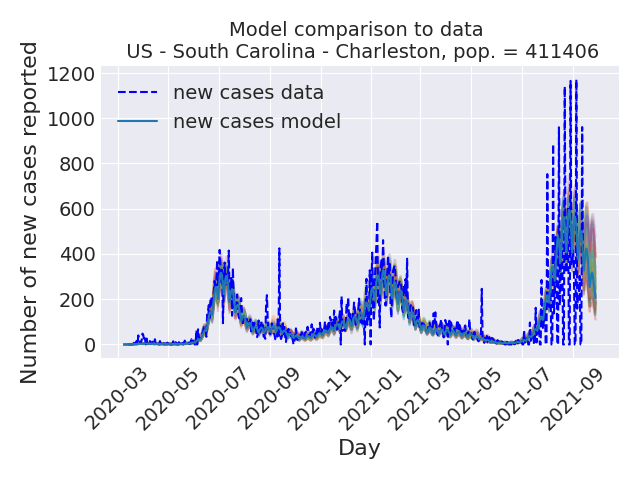 Model comparison to data
US - South Carolina - Charleston, pop. = 411406
Number of new cases reported
1200
1000
800
600
400
200
0
new cases data
new cases model
2020-03
2020-05
2020-07
2020-09
2020-11
2021-01
2021-03
2021-05
2021-07
2021-09
Day